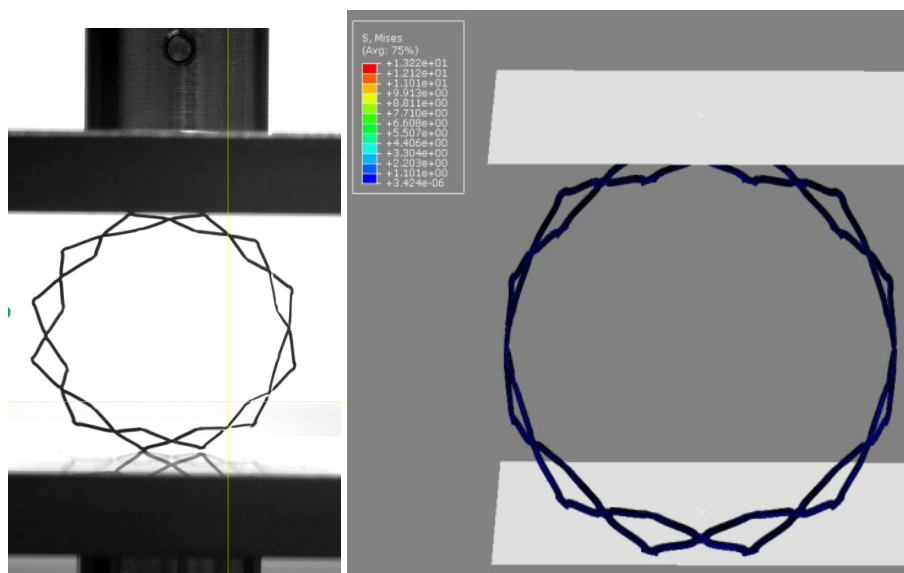 S, Mises
(Avg: 75%)
+1.322e+01
+1.212e+01
+1.101e+01
+9.913e+00
+8.811e+00
+7.710e+00
+6.608e+00
+5.507e+00
+4.406e+00
+3.304e+00
+2.203e+00
+1.101e+00
+3.424e-06